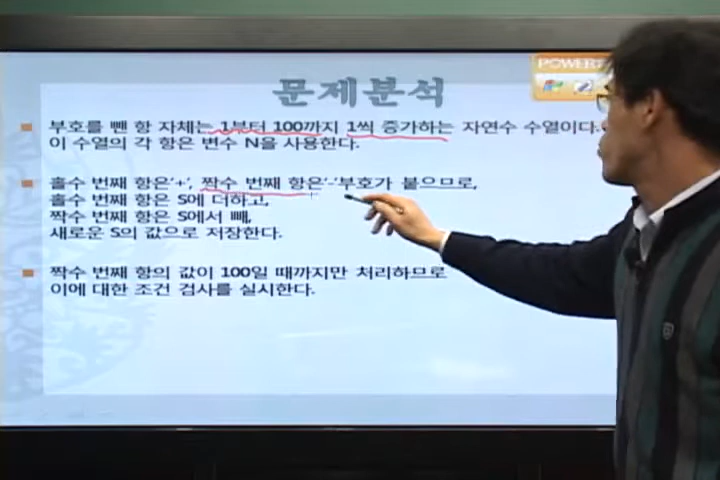 문제분석
POWER
부호를 뺀 항 자체는 1부터 100까지 1씩 증가하는 자연수 수열이다.
이 수열의 각 항은 변수 N을 사용한다.
홀수 번째 항은‘+’, 짝수 번째 항은‘-’부호가 붙으므로,
홀수 번째 항은 S에 더하고,
짝수 번째 항은 S에서 빼,
새로운 S의 값으로 저장한다.
짝수 번째 항의 값이 100일 때까지만 처리하므로
이에 대한 조건 검사를 실시한다.